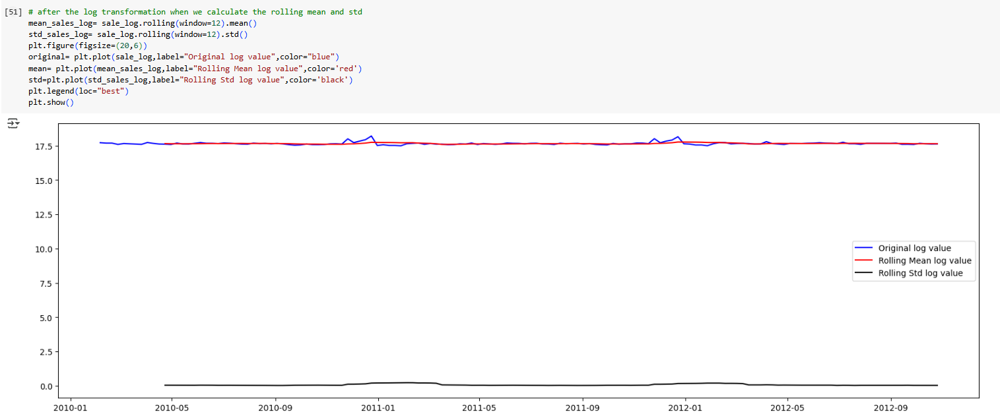 [51] # after the log transformation when we calculate the rolling mean and std
mean_sales_log= sale_log.rolling(window=12).mean()
std_sales_log= sale_log.rolling(window=12).std()
plt.figure(figsize=(20,6))
original= plt.plot(sale_log,label="Original log value",color="blue")
mean= plt.plot(mean_sales_log,label="Rolling Mean log value",color='red')
std=plt.plot(std_sales_log,label="Rolling Std log value",color='black')
plt.legend(loc="best")
plt.show()
17.5
15.0
12.5
10.0
7.5
5.0
2.5
0.0
Original log value
Rolling Mean log value
Rolling Std log value
2010-01 2010-05 2010-09 2011-01 2011-05 2011-09 2012-01 2012-05 2012-09